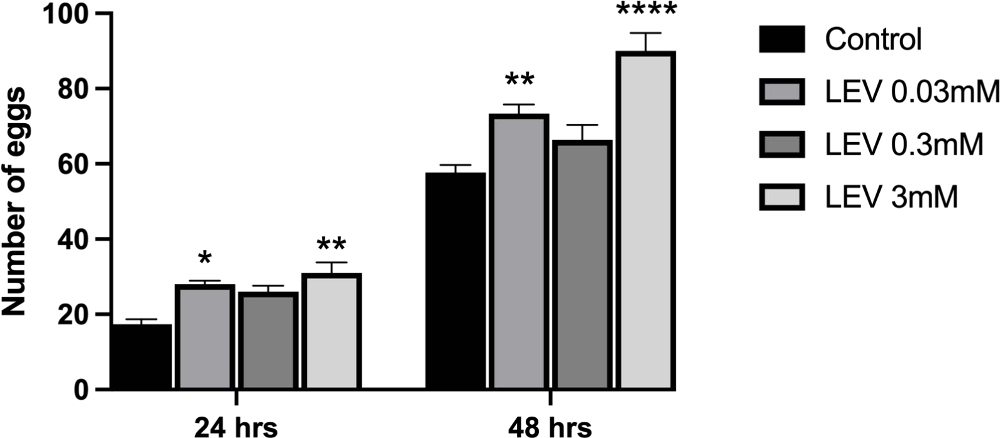 Number of eggs
100
80
60
40
20
0
*
**
**
****
24 hrs
48 hrs
Control
LEV 0.03mM
LEV 0.3mM
LEV 3mM